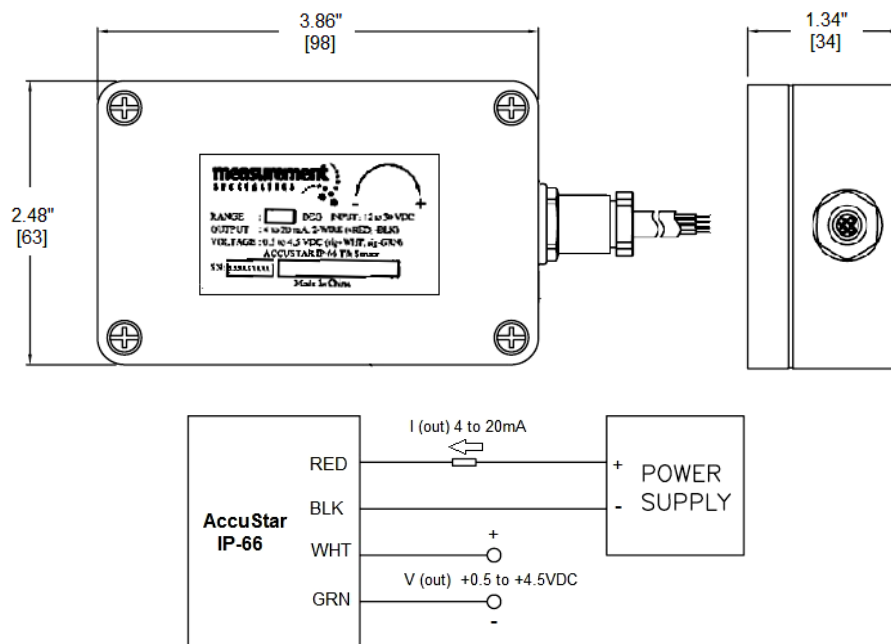 3.86"
[98]
1.34"
[34]
2.48"
[63]
measurement
SPECIALTIES
- +
RANGE : DEG INPUT: 12 to 30 VDC
OUTPUT : 4 to 20 mA, 2-WIRE (+RED, -BLK)
VOLTAGE : 0.5 to 4.5 VDC (sig+WHT, sig-GRN)
ACCUSTAR IP-66 Tilt Sensor
SN:
Made In China
I (out) 4 to 20mA
RED
+
POWER
SUPPLY
BLK
-
AccuStar
IP-66
WHT
+
V (out) +0.5 to +4.5VDC
GRN
-